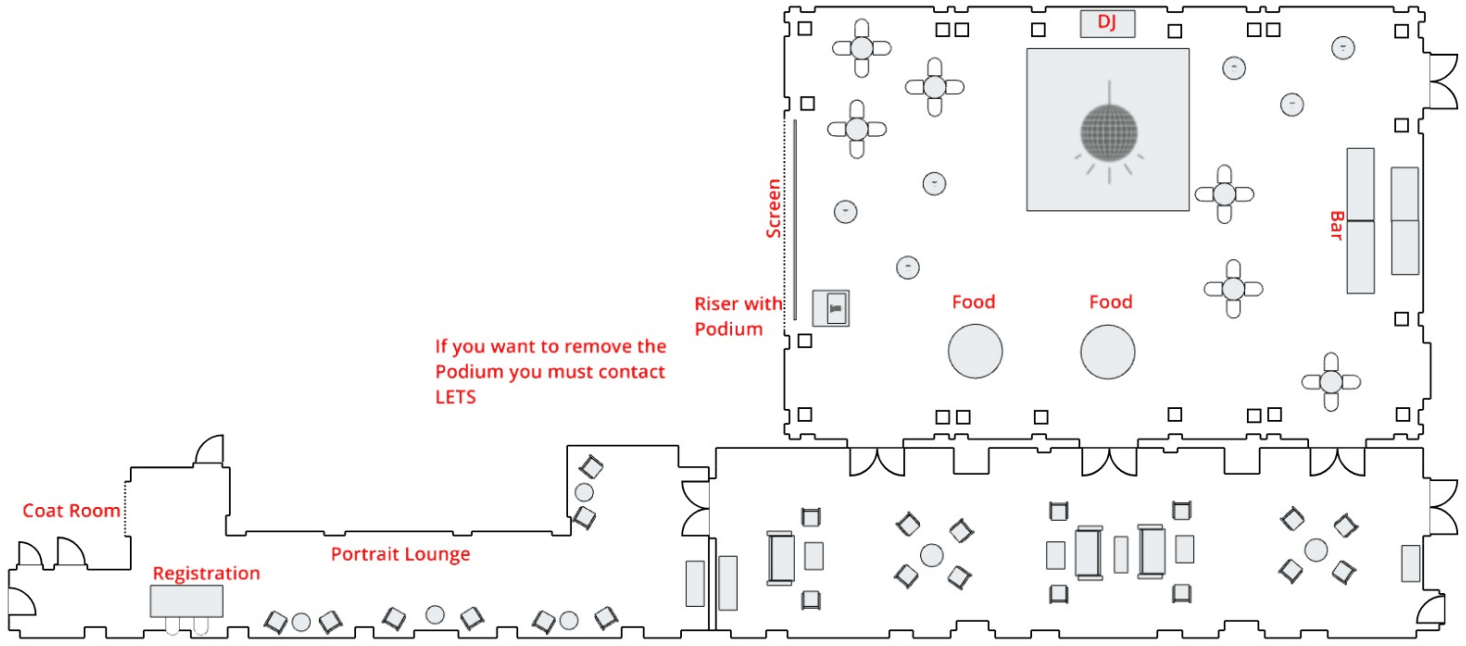 DJ
Screen
Bar
Riser with
Podium
Food
Food
If you want to remove the
Podium you must contact
LETS
Coat Room
Portrait Lounge
Registration